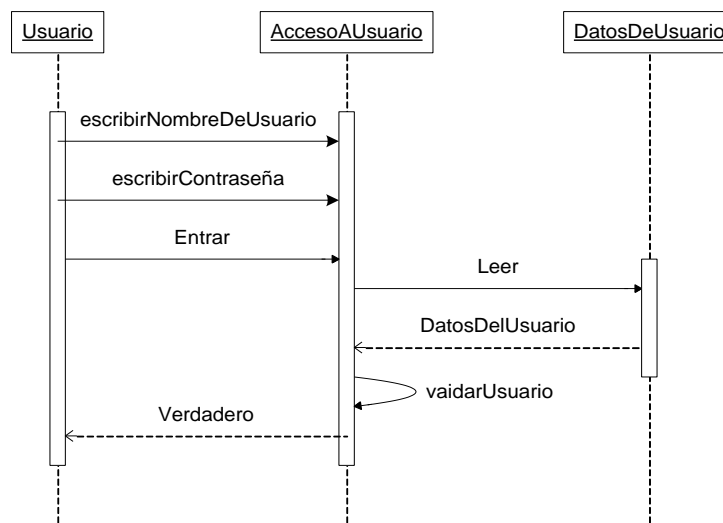 Usuario
AccesoAUsuario
DatosDeUsuario
escribirNombreDeUsuario
escribirContraseña
Entrar
Leer
DatosDelUsuario
vaidarUsuario
Verdadero